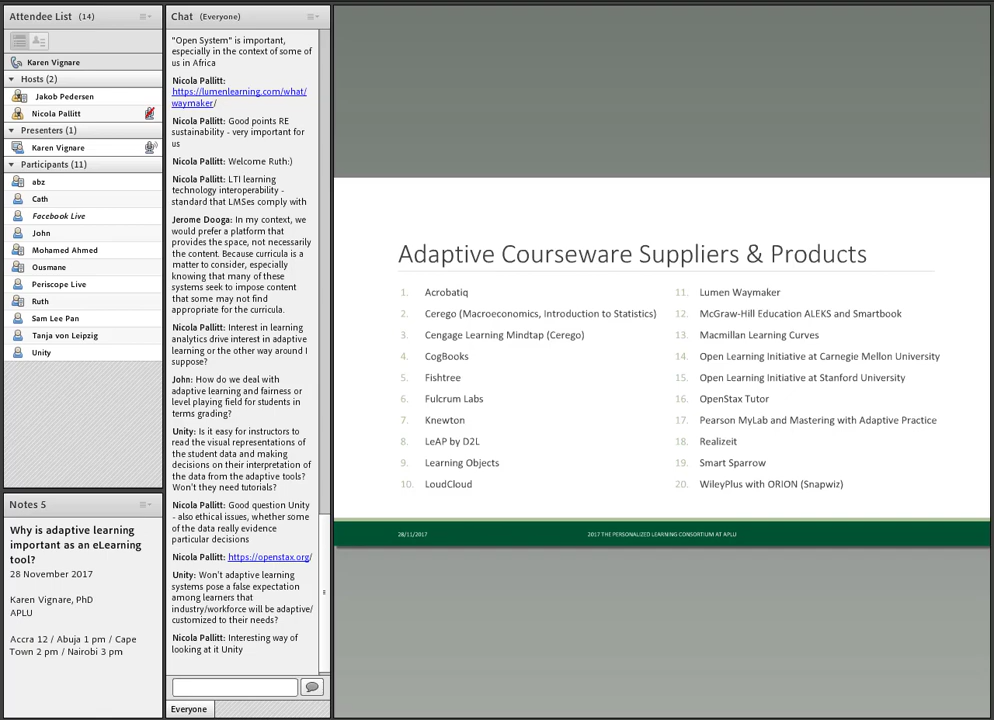 Attendee List (14)
Karen Vignare
Hosts (2)
Jakob Pedersen
Nicola Pallitt
Presenters (1)
Karen Vignare
Participants (11)
abz
Cath
Facebook Live
John
Mohamed Ahmed
Ousmane
Periscope Live
Ruth
Sam Lee Pan
Tanja von Leipzig
Unity
Notes 5
Why is adaptive learning
important as an eLearning
tool?
28 November 2017
Karen Vignare, PhD
APLU
Accra 12 / Abuja 1 pm / Cape
Town 2 pm / Nairobi 3 pm
Chat (Everyone)
"Open System" is important,
especially in the context of some of
us in Africa
Nicola Pallitt:
https://lumenlearning.com/what/
waymaker/
Nicola Pallitt: Good points RE
sustainability - very important for
us
Nicola Pallitt: Welcome Ruth:)
Nicola Pallitt: LTI learning
technology interoperability -
standard that LMSes comply with
Jerome Dooga: In my context, we
would prefer a platform that
provides the space, not necessarily
the content. Because curricula is a
matter to consider, especially
knowing that many of these
systems seek to impose content
that some may not find
appropriate for the curricula.
Nicola Pallitt: Interest in learning
analytics drive interest in adaptive
learning or the other way around I
suppose?
John: How do we deal with
adaptive learning and fairness or
level playing field for students in
terms grading?
Unity: Is it easy for instructors to
read the visual representations of
the student data and making
decisions on their interpretation of
the data from the adaptive tools?
Won't they need tutorials?
Nicola Pallitt: Good question Unity
- also ethical issues, whether some
of the data really evidence
particular decisions
Nicola Pallitt: https://openstax.org/
Unity: Won't adaptive learning
systems pose a false expectation
among learners that
industry/workforce will be adaptive/
customized to their needs?
Nicola Pallitt: Interesting way of
looking at it Unity
Everyone
Adaptive Courseware Suppliers & Products
1. Acrobatiq
2. Cerego (Macroeconomics, Introduction to Statistics)
3. Cengage Learning Mindtap (Cerego)
4. CogBooks
5. Fishtree
6. Fulcrum Labs
7. Knewton
8. LeAP by D2L
9. Learning Objects
10. LoudCloud
11. Lumen Waymaker
12. McGraw-Hill Education ALEKS and Smartbook
13. Macmillan Learning Curves
14. Open Learning Initiative at Carnegie Mellon University
15. Open Learning Initiative at Stanford University
16. OpenStax Tutor
17. Pearson MyLab and Mastering with Adaptive Practice
18. Realizeit
19. Smart Sparrow
20. WileyPlus with ORION (Snapwiz)
28/11/2017
2017 THE PERSONALIZED LEARNING CONSORTIUM AT APLU